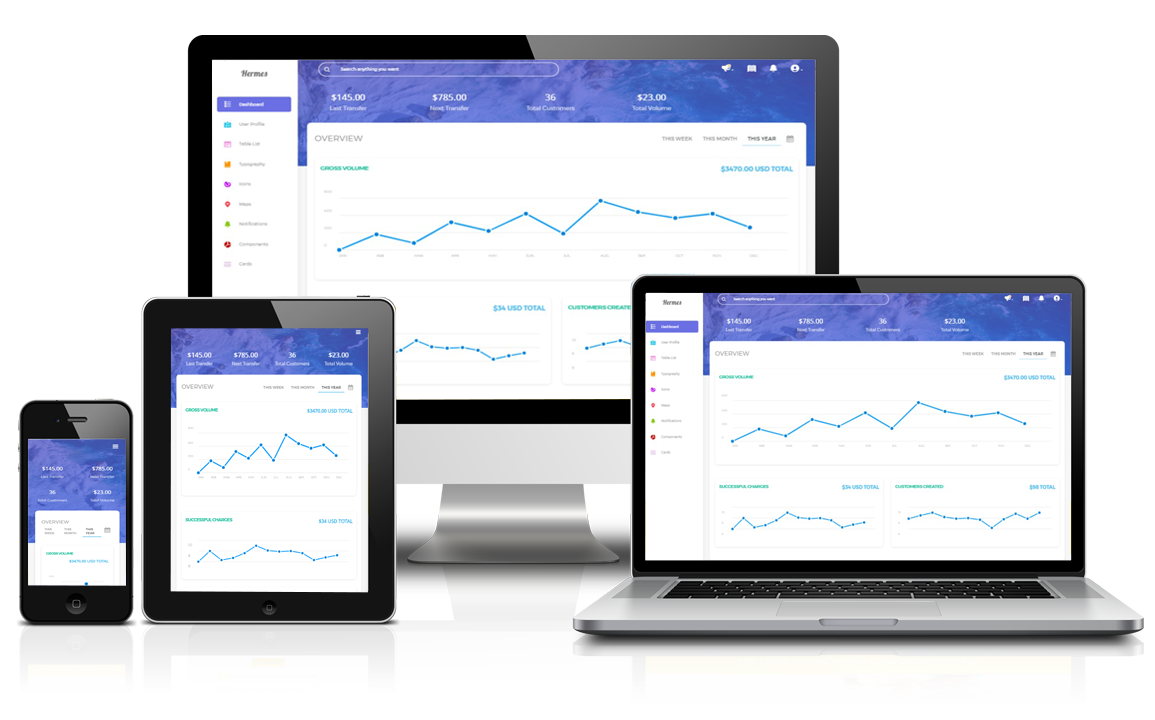 Hermes
Search anything you want
$145.00 $785.00 36 $23.00
Last Transfer Next Transfer Total Customers Total Volume
Dashboard
User Profile
Table List
Typography
Icons
Maps
Notifications
Components
Cards
OVERVIEW THIS WEEK THIS MONTH THIS YEAR
GROSS VOLUME $3470.00 USD TOTAL
$34 USD TOTAL CUSTOMERS CREATED
$145.00 $785.00 36 $23.00
Last Transfer Next Transfer Total Customers Total Volume
OVERVIEW THIS WEEK THIS MONTH THIS YEAR
GROSS VOLUME $3470.00 USD TOTAL
SUCCESSFUL CHARGES $34 USD TOTAL
$145.00 $785.00
Last Transfer Next Transfer
36 $23.00
Total Customers Total Volume
OVERVIEW
THIS THIS THIS
WEEK MONTH YEAR
GROSS VOLUME
$3470.00 USD TOTAL
Hermes
Search anything you want
$145.00 $785.00 36 $23.00
Last Transfer Next Transfer Total Customers Total Volume
Dashboard
User Profile
Table List
Typography
Icons
Maps
Notifications
Components
Cards
OVERVIEW THIS WEEK THIS MONTH THIS YEAR
GROSS VOLUME $3470.00 USD TOTAL
SUCCESSFUL CHARGES $34 USD TOTAL CUSTOMERS CREATED